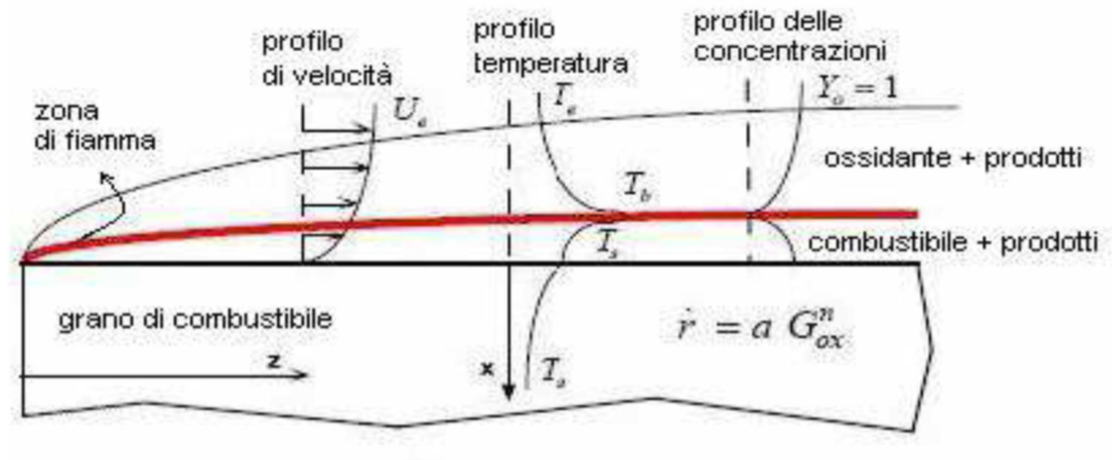 profilo
di velocità
profilo
temperatura
profilo delle
concentrazioni
zona
di fiamma
U_e
T_e
Y_o = 1
ossidante + prodotti
T_b
T_s
combustibile + prodotti
grano di combustibile
ṙ = a G_ox^n
z
x
T_a